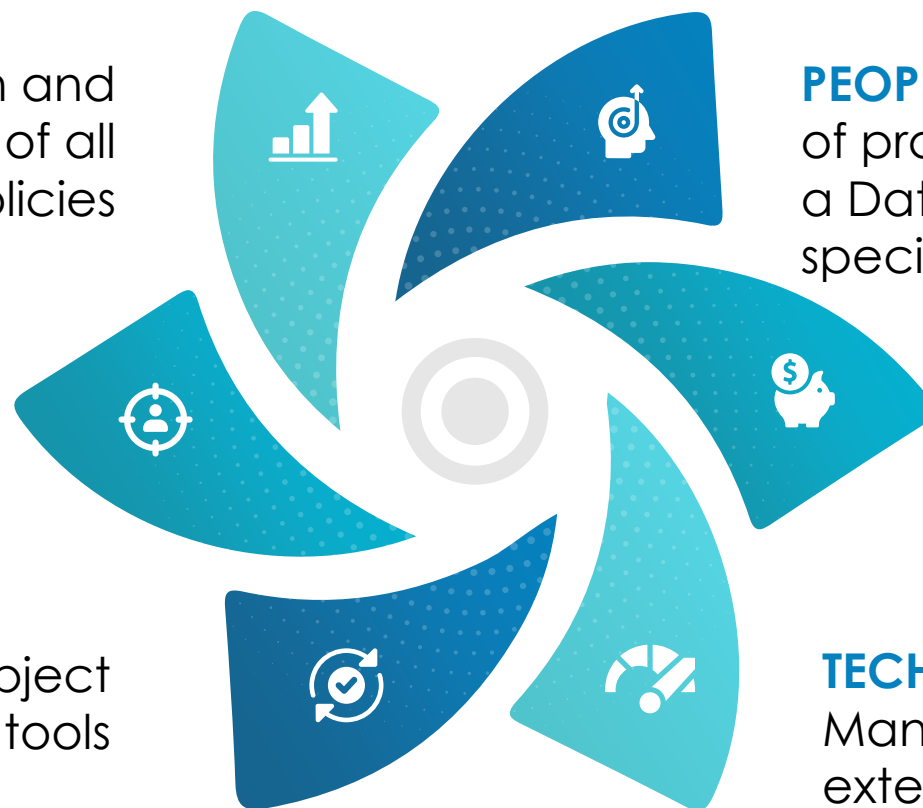 n and
of all
olicies
PEOP
of pro
a Dat
speci
$
oject
tools
TECH
Man
exte